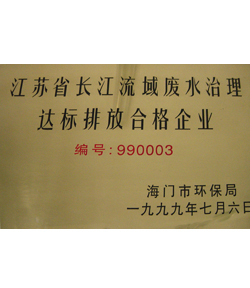 江苏省长江流域废水治理
达标排放合格企业
编号:990003
海门市环保局
一九九九年七月六日